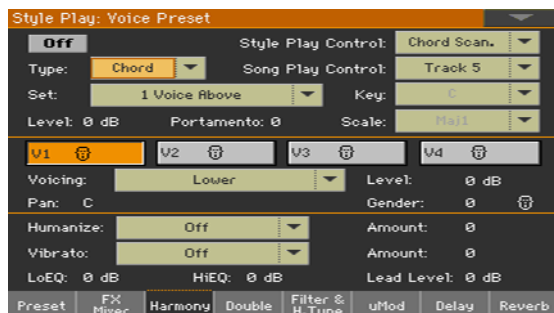 Style Play: Voice Preset
Off Style Play Control: Chord Scan.
Type: Chord Song Play Control: Track 5
Set: 1 Voice Above Key: C
Level: 0 dB Portamento: 0 Scale: Maj1
V1 V2 V3 V4
Voicing: Lower Level: 0 dB
Pan: C Gender: 0
Humanize: Off Amount: 0
Vibrato: Off Amount: 0
LoEQ: 0 dB HiEQ: 0 dB Lead Level: 0 dB
Preset FX Mixer Harmony Double Filter & H.Tune uMod Delay Reverb